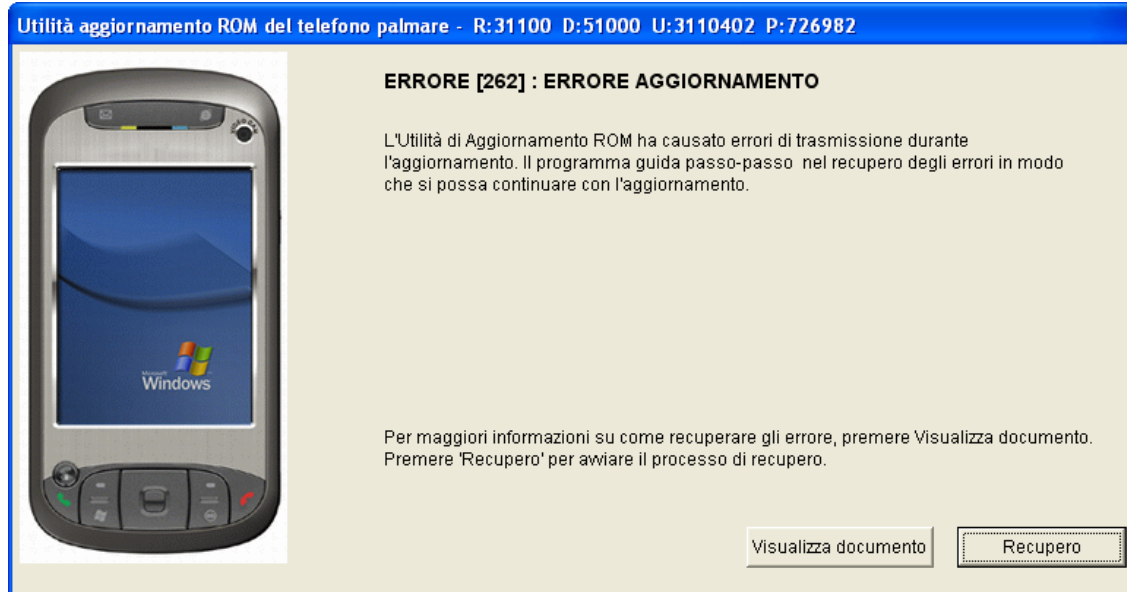 Utilità aggiornamento ROM del telefono palmare - R:31100 D:51000 U:3110402 P:726982
ERRORE [262] : ERRORE AGGIORNAMENTO
L'Utilità di Aggiornamento ROM ha causato errori di trasmissione durante
l'aggiornamento. Il programma guida passo-passo nel recupero degli errori in modo
che si possa continuare con l'aggiornamento.
Windows
Per maggiori informazioni su come recuperare gli errore, premere Visualizza documento.
Premere 'Recupero' per avviare il processo di recupero.
Visualizza documento
Recupero